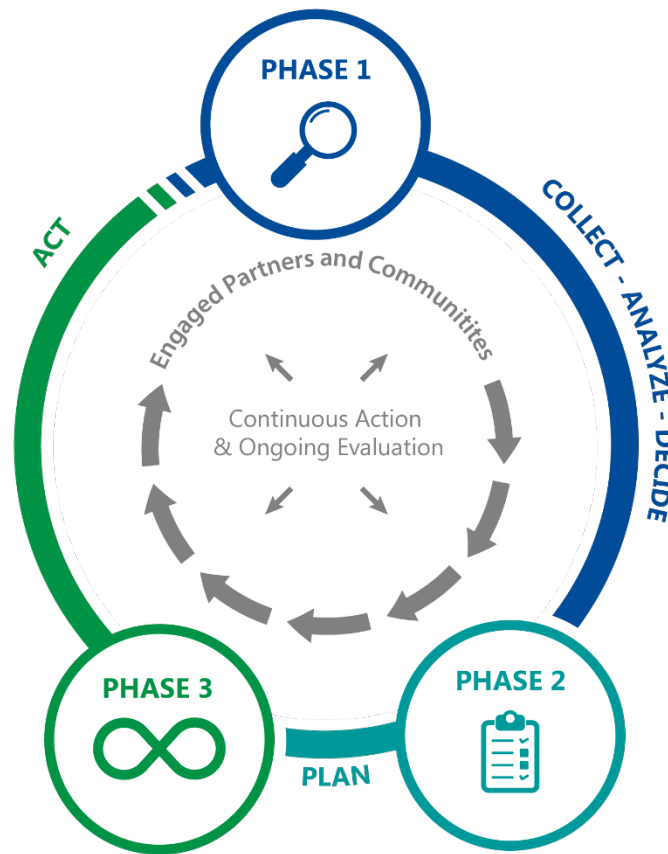 PHASE 1
COLLECT - ANALYZE - DECIDE
ACT
Engaged Partners and Communitites
Continuous Action
& Ongoing Evaluation
PHASE 3
PHASE 2
PLAN